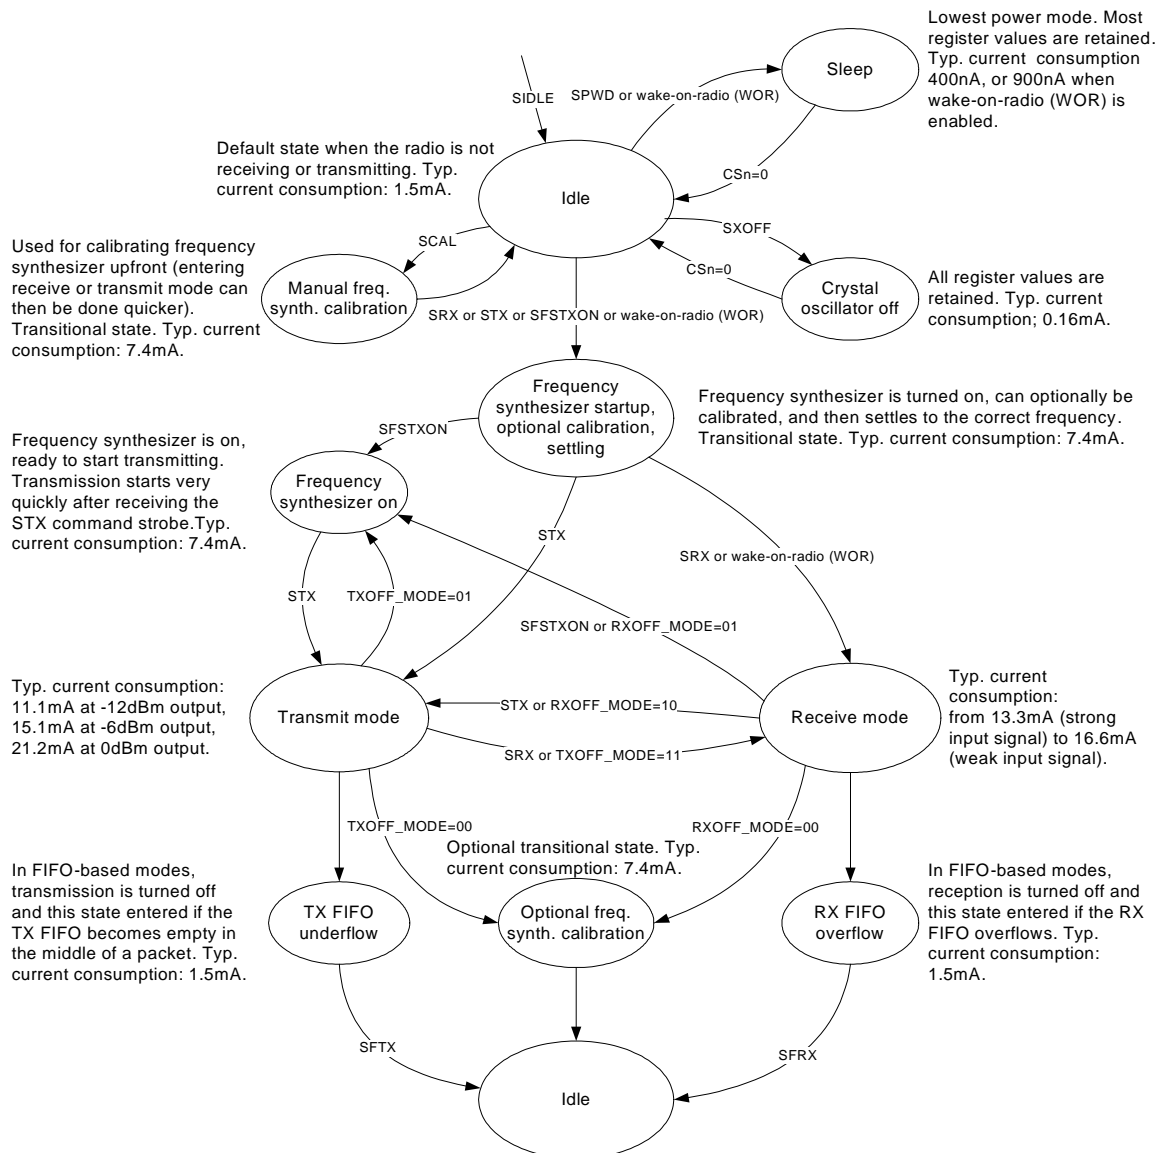 Lowest power mode. Most
register values are retained.
Typ. current consumption
400nA, or 900nA when
wake-on-radio (WOR) is
enabled.
Sleep
SIDLE
SPWD or wake-on-radio (WOR)
Default state when the radio is not
receiving or transmitting. Typ.
current consumption: 1.5mA.
CSn=0
Idle
SXOFF
SCAL
CSn=0
Used for calibrating frequency
synthesizer upfront (entering
receive or transmit mode can
then be done quicker).
Transitional state. Typ. current
consumption: 7.4mA.
Manual freq.
synth. calibration
Crystal
oscillator off
All register values are
retained. Typ. current
consumption; 0.16mA.
SRX or STX or SFSTXON or wake-on-radio (WOR)
Frequency
synthesizer startup,
optional calibration,
settling
Frequency synthesizer is turned on, can optionally be
calibrated, and then settles to the correct frequency.
Transitional state. Typ. current consumption: 7.4mA.
SFSTXON
Frequency synthesizer is on,
ready to start transmitting.
Transmission starts very
quickly after receiving the
STX command strobe.Typ.
current consumption: 7.4mA.
Frequency
synthesizer on
STX
SRX or wake-on-radio (WOR)
STX
TXOFF_MODE=01
SFSTXON or RXOFF_MODE=01
Typ. current consumption:
11.1mA at -12dBm output,
15.1mA at -6dBm output,
21.2mA at 0dBm output.
Transmit mode
STX or RXOFF_MODE=10
Receive mode
SRX or TXOFF_MODE=11
Typ. current
consumption:
from 13.3mA (strong
input signal) to 16.6mA
(weak input signal).
TXOFF_MODE=00
RXOFF_MODE=00
Optional transitional state. Typ.
current consumption: 7.4mA.
In FIFO-based modes,
transmission is turned off
and this state entered if the
TX FIFO becomes empty in
the middle of a packet. Typ.
current consumption: 1.5mA.
TX FIFO
underflow
Optional freq.
synth. calibration
RX FIFO
overflow
In FIFO-based modes,
reception is turned off and
this state entered if the RX
FIFO overflows. Typ.
current consumption:
1.5mA.
SFTX
SFRX
Idle